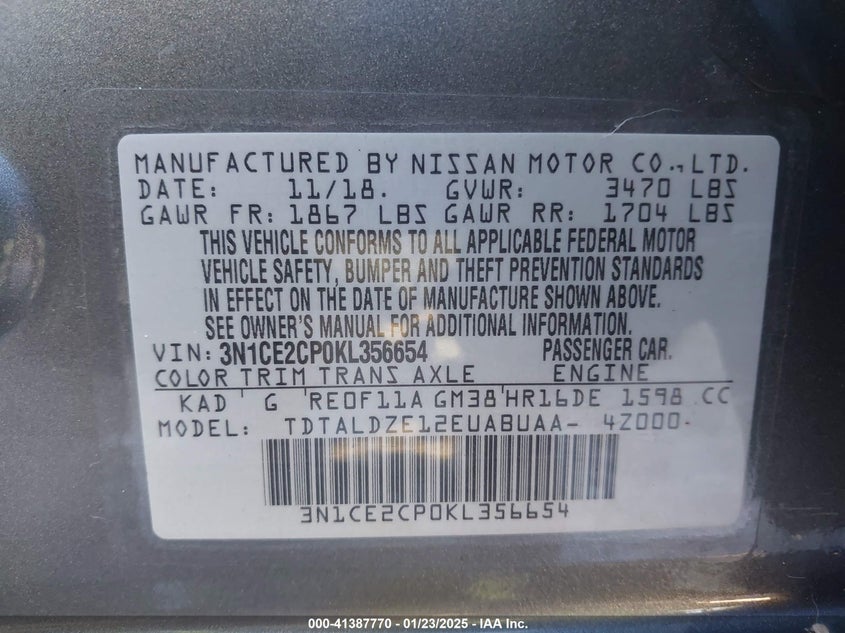 MANUFACTURED BY NISSAN MOTOR CO.,LTD.
DATE: 11/18. GVWR: 3470 LBS
GAWR FR: 1867 LBS GAWR RR: 1704 LBS
THIS VEHICLE CONFORMS TO ALL APPLICABLE FEDERAL MOTOR
VEHICLE SAFETY, BUMPER AND THEFT PREVENTION STANDARDS
IN EFFECT ON THE DATE OF MANUFACTURE SHOWN ABOVE.
SEE OWNER'S MANUAL FOR ADDITIONAL INFORMATION.
VIN: 3N1CE2CP0KL356654 PASSENGER CAR.
COLOR TRIM TRANS AXLE ENGINE
KAD G RE0F11A GM38 HR16DE 1598 CC
MODEL: TDTALDZE12EUABUAA- 4Z000-
3N1CE2CP0KL356654
000-41387770 - 01/23/2025 - IAA Inc.